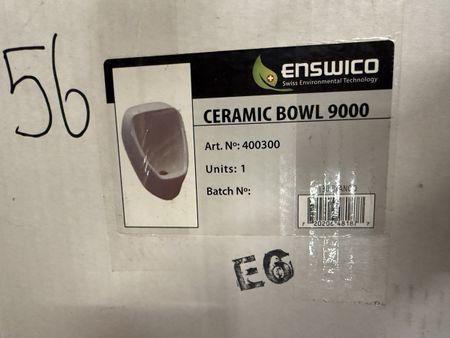 56
ENSWICO
Swiss Environmental Technology
CERAMIC BOWL 9000
Art. Nº: 400300
Units: 1
Batch Nº:
E6